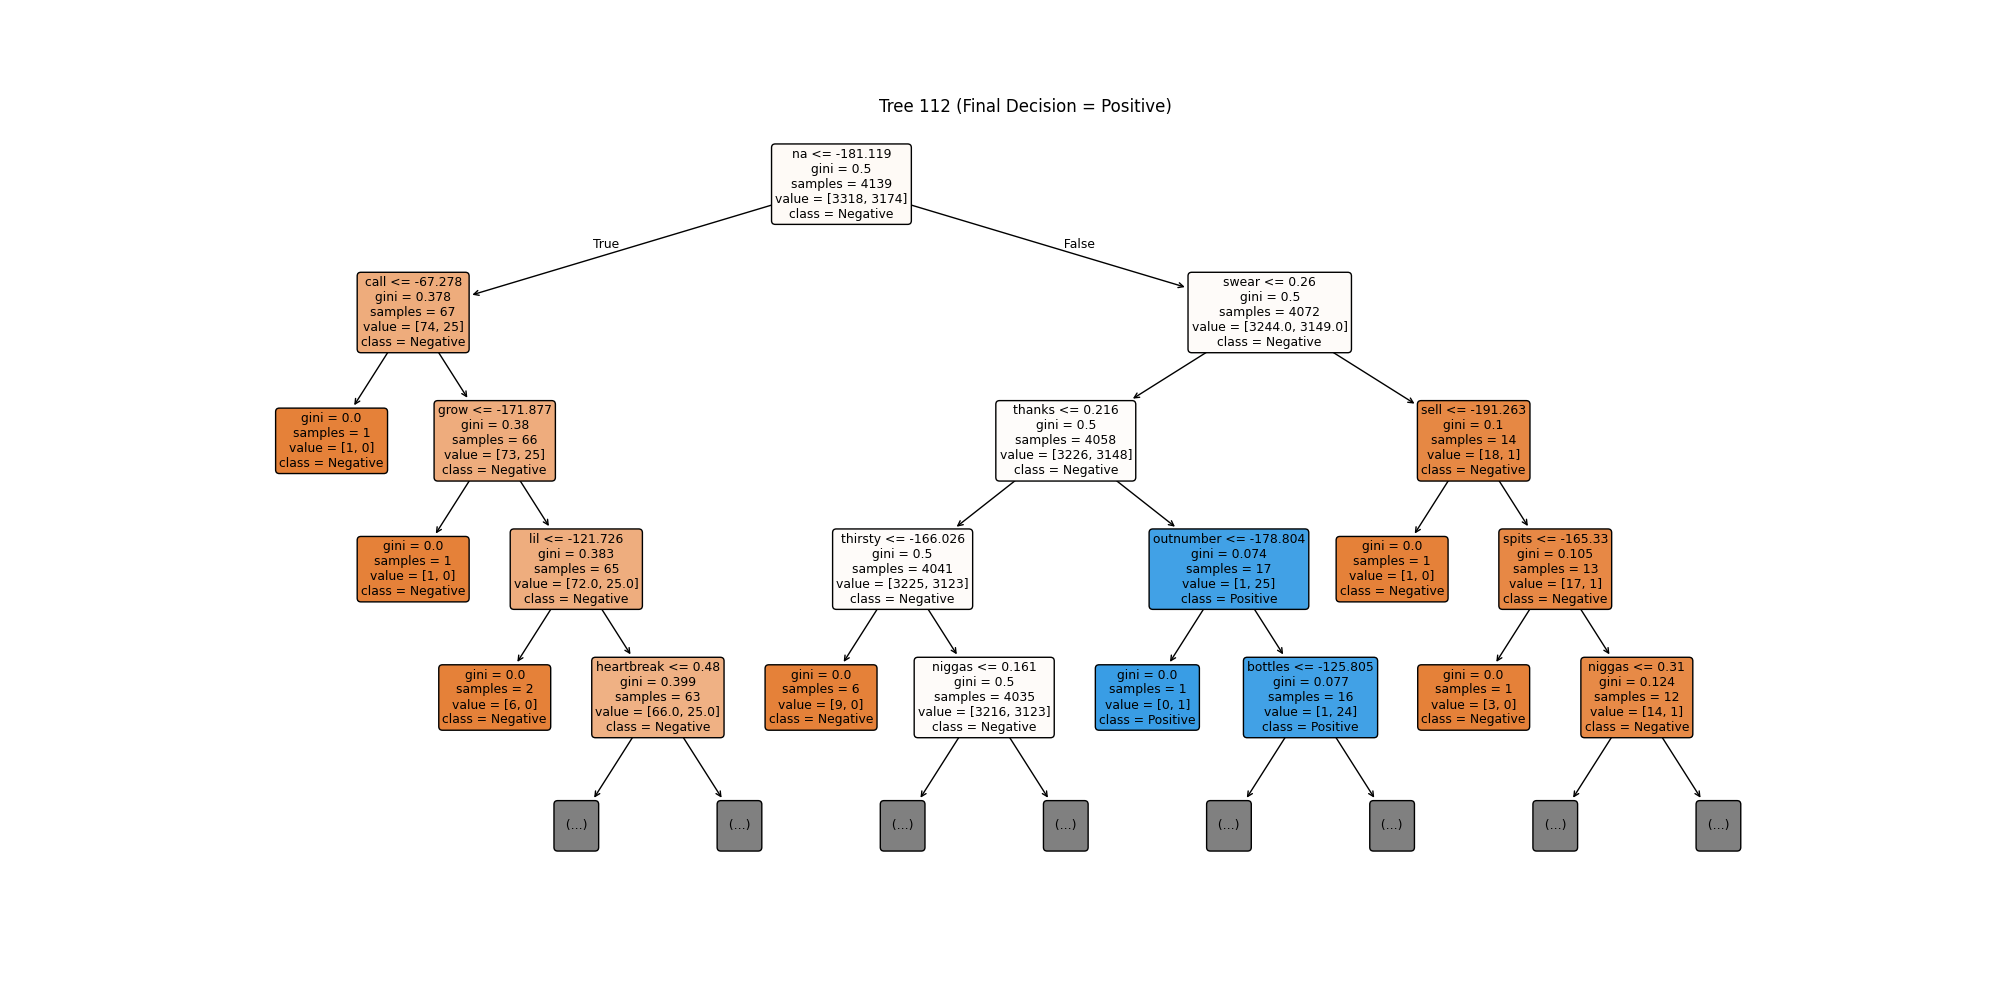 Tree 112 (Final Decision = Positive)
na <= -181.119
gini = 0.5
samples = 4139
value = [3318, 3174]
class = Negative
True
False
call <= -67.278
gini = 0.378
samples = 67
value = [74, 25]
class = Negative
swear <= 0.26
gini = 0.5
samples = 4072
value = [3244.0, 3149.0]
class = Negative
gini = 0.0
samples = 1
value = [1, 0]
class = Negative
grow <= -171.877
gini = 0.38
samples = 66
value = [73, 25]
class = Negative
thanks <= 0.216
gini = 0.5
samples = 4058
value = [3226, 3148]
class = Negative
sell <= -191.263
gini = 0.1
samples = 14
value = [18, 1]
class = Negative
gini = 0.0
samples = 1
value = [1, 0]
class = Negative
lil <= -121.726
gini = 0.383
samples = 65
value = [72.0, 25.0]
class = Negative
thirsty <= -166.026
gini = 0.5
samples = 4041
value = [3225, 3123]
class = Negative
outnumber <= -178.804
gini = 0.074
samples = 17
value = [1, 25]
class = Positive
gini = 0.0
samples = 1
value = [1, 0]
class = Negative
spits <= -165.33
gini = 0.105
samples = 13
value = [17, 1]
class = Negative
gini = 0.0
samples = 2
value = [6, 0]
class = Negative
heartbreak <= 0.48
gini = 0.399
samples = 63
value = [66.0, 25.0]
class = Negative
gini = 0.0
samples = 6
value = [9, 0]
class = Negative
niggas <= 0.161
gini = 0.5
samples = 4035
value = [3216, 3123]
class = Negative
gini = 0.0
samples = 1
value = [0, 1]
class = Positive
bottles <= -125.805
gini = 0.077
samples = 16
value = [1, 24]
class = Positive
gini = 0.0
samples = 1
value = [3, 0]
class = Negative
niggas <= 0.31
gini = 0.124
samples = 12
value = [14, 1]
class = Negative
(...)
(...)
(...)
(...)
(...)
(...)
(...)
(...)